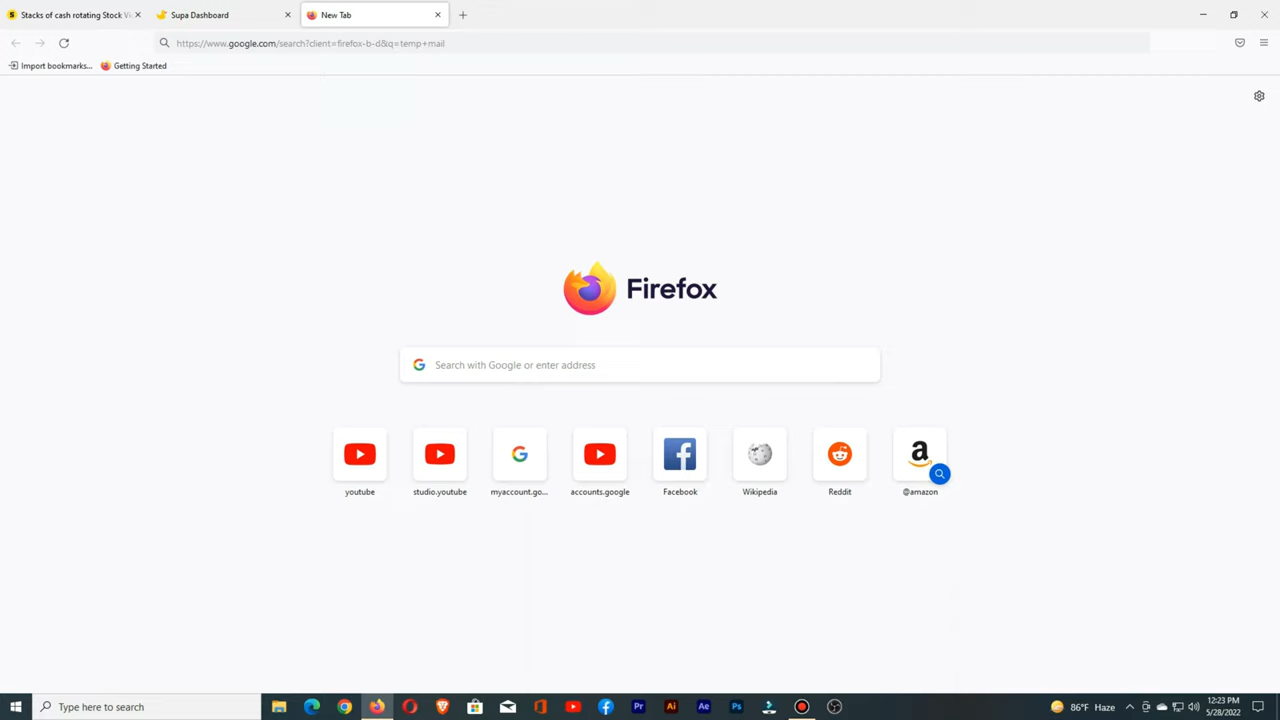 Stacks of cash rotating Stock Vi
Supa Dashboard
New Tab
https://www.google.com/search?client=firefox-b-d&q=temp+mail
Import bookmarks...
Getting Started
Firefox
Search with Google or enter address
youtube
studio.youtube
myaccount.go...
accounts.google
Facebook
Wikipedia
Reddit
@amazon
Type here to search
86°F Haze
12:23 PM
5/28/2022